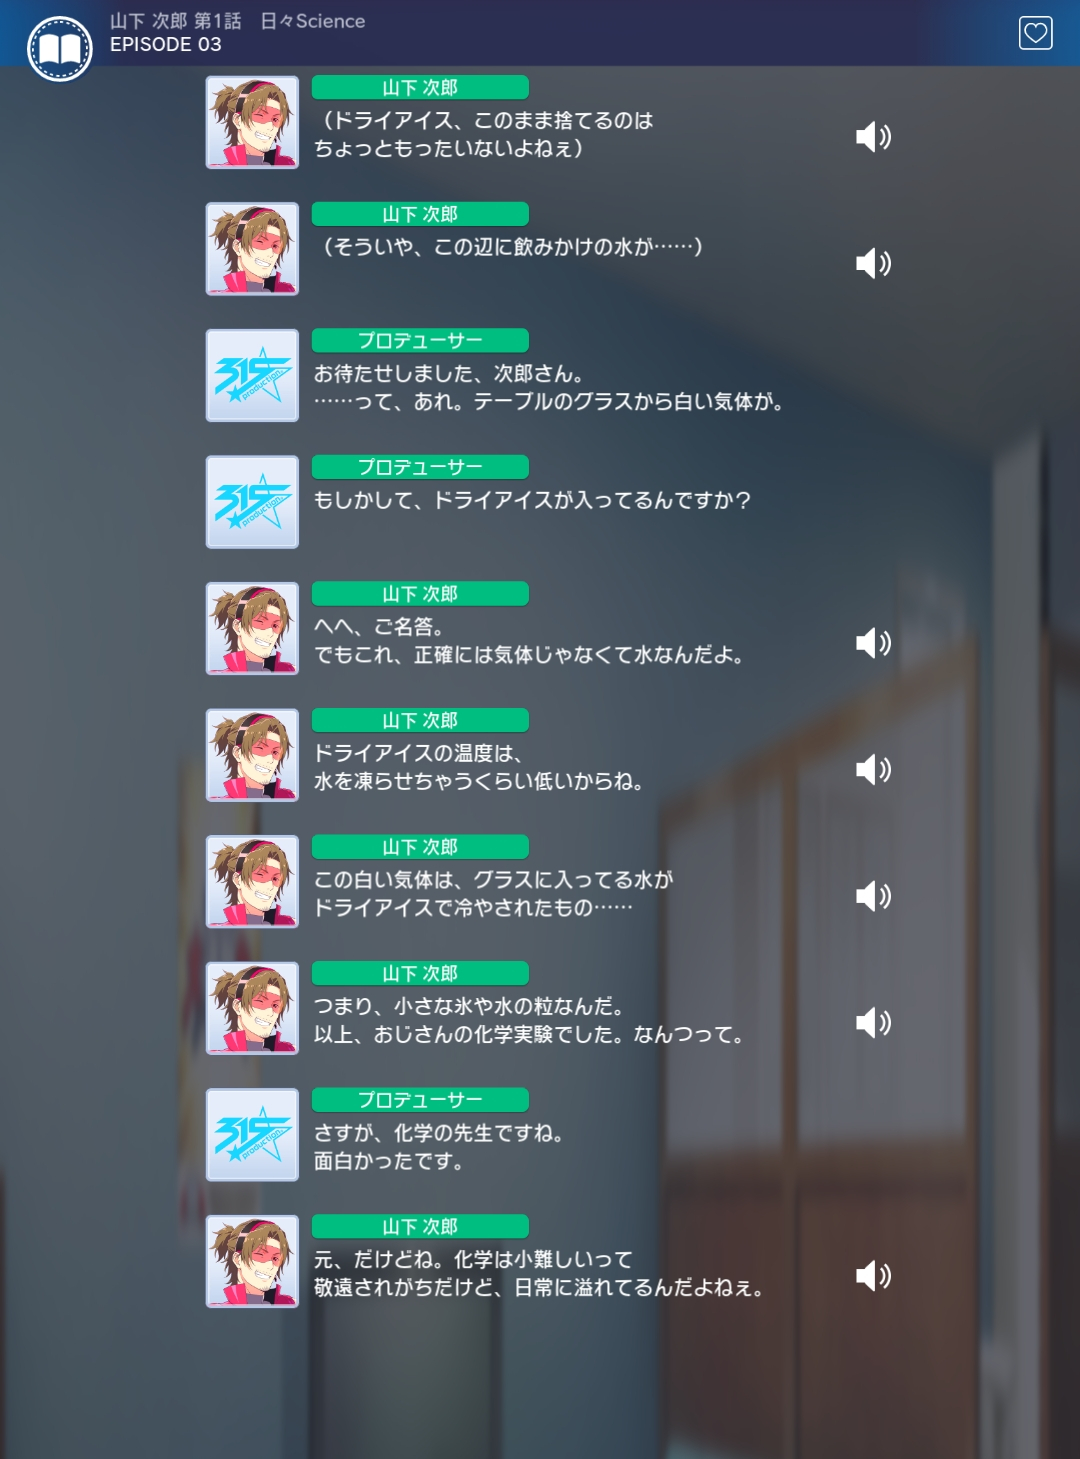 山下 次郎 第1話　日々Science
EPISODE 03
山下 次郎
（ドライアイス、このまま捨てるのは
ちょっともったいないよねぇ）
山下 次郎
（そういや、この辺に飲みかけの水が……）
プロデューサー
315 production
お待たせしました、次郎さん。
……って、あれ。テーブルのグラスから白い気体が。
プロデューサー
315 production
もしかして、ドライアイスが入ってるんですか？
山下 次郎
へへ、ご名答。
でもこれ、正確には気体じゃなくて水なんだよ。
山下 次郎
ドライアイスの温度は、
水を凍らせちゃうくらい低いからね。
山下 次郎
この白い気体は、グラスに入ってる水が
ドライアイスで冷やされたもの……
山下 次郎
つまり、小さな氷や水の粒なんだ。
以上、おじさんの化学実験でした。なんつって。
プロデューサー
315 production
さすが、化学の先生ですね。
面白かったです。
山下 次郎
元、だけどね。化学は小難しいって
敬遠されがちだけど、日常に溢れてるんだよねぇ。